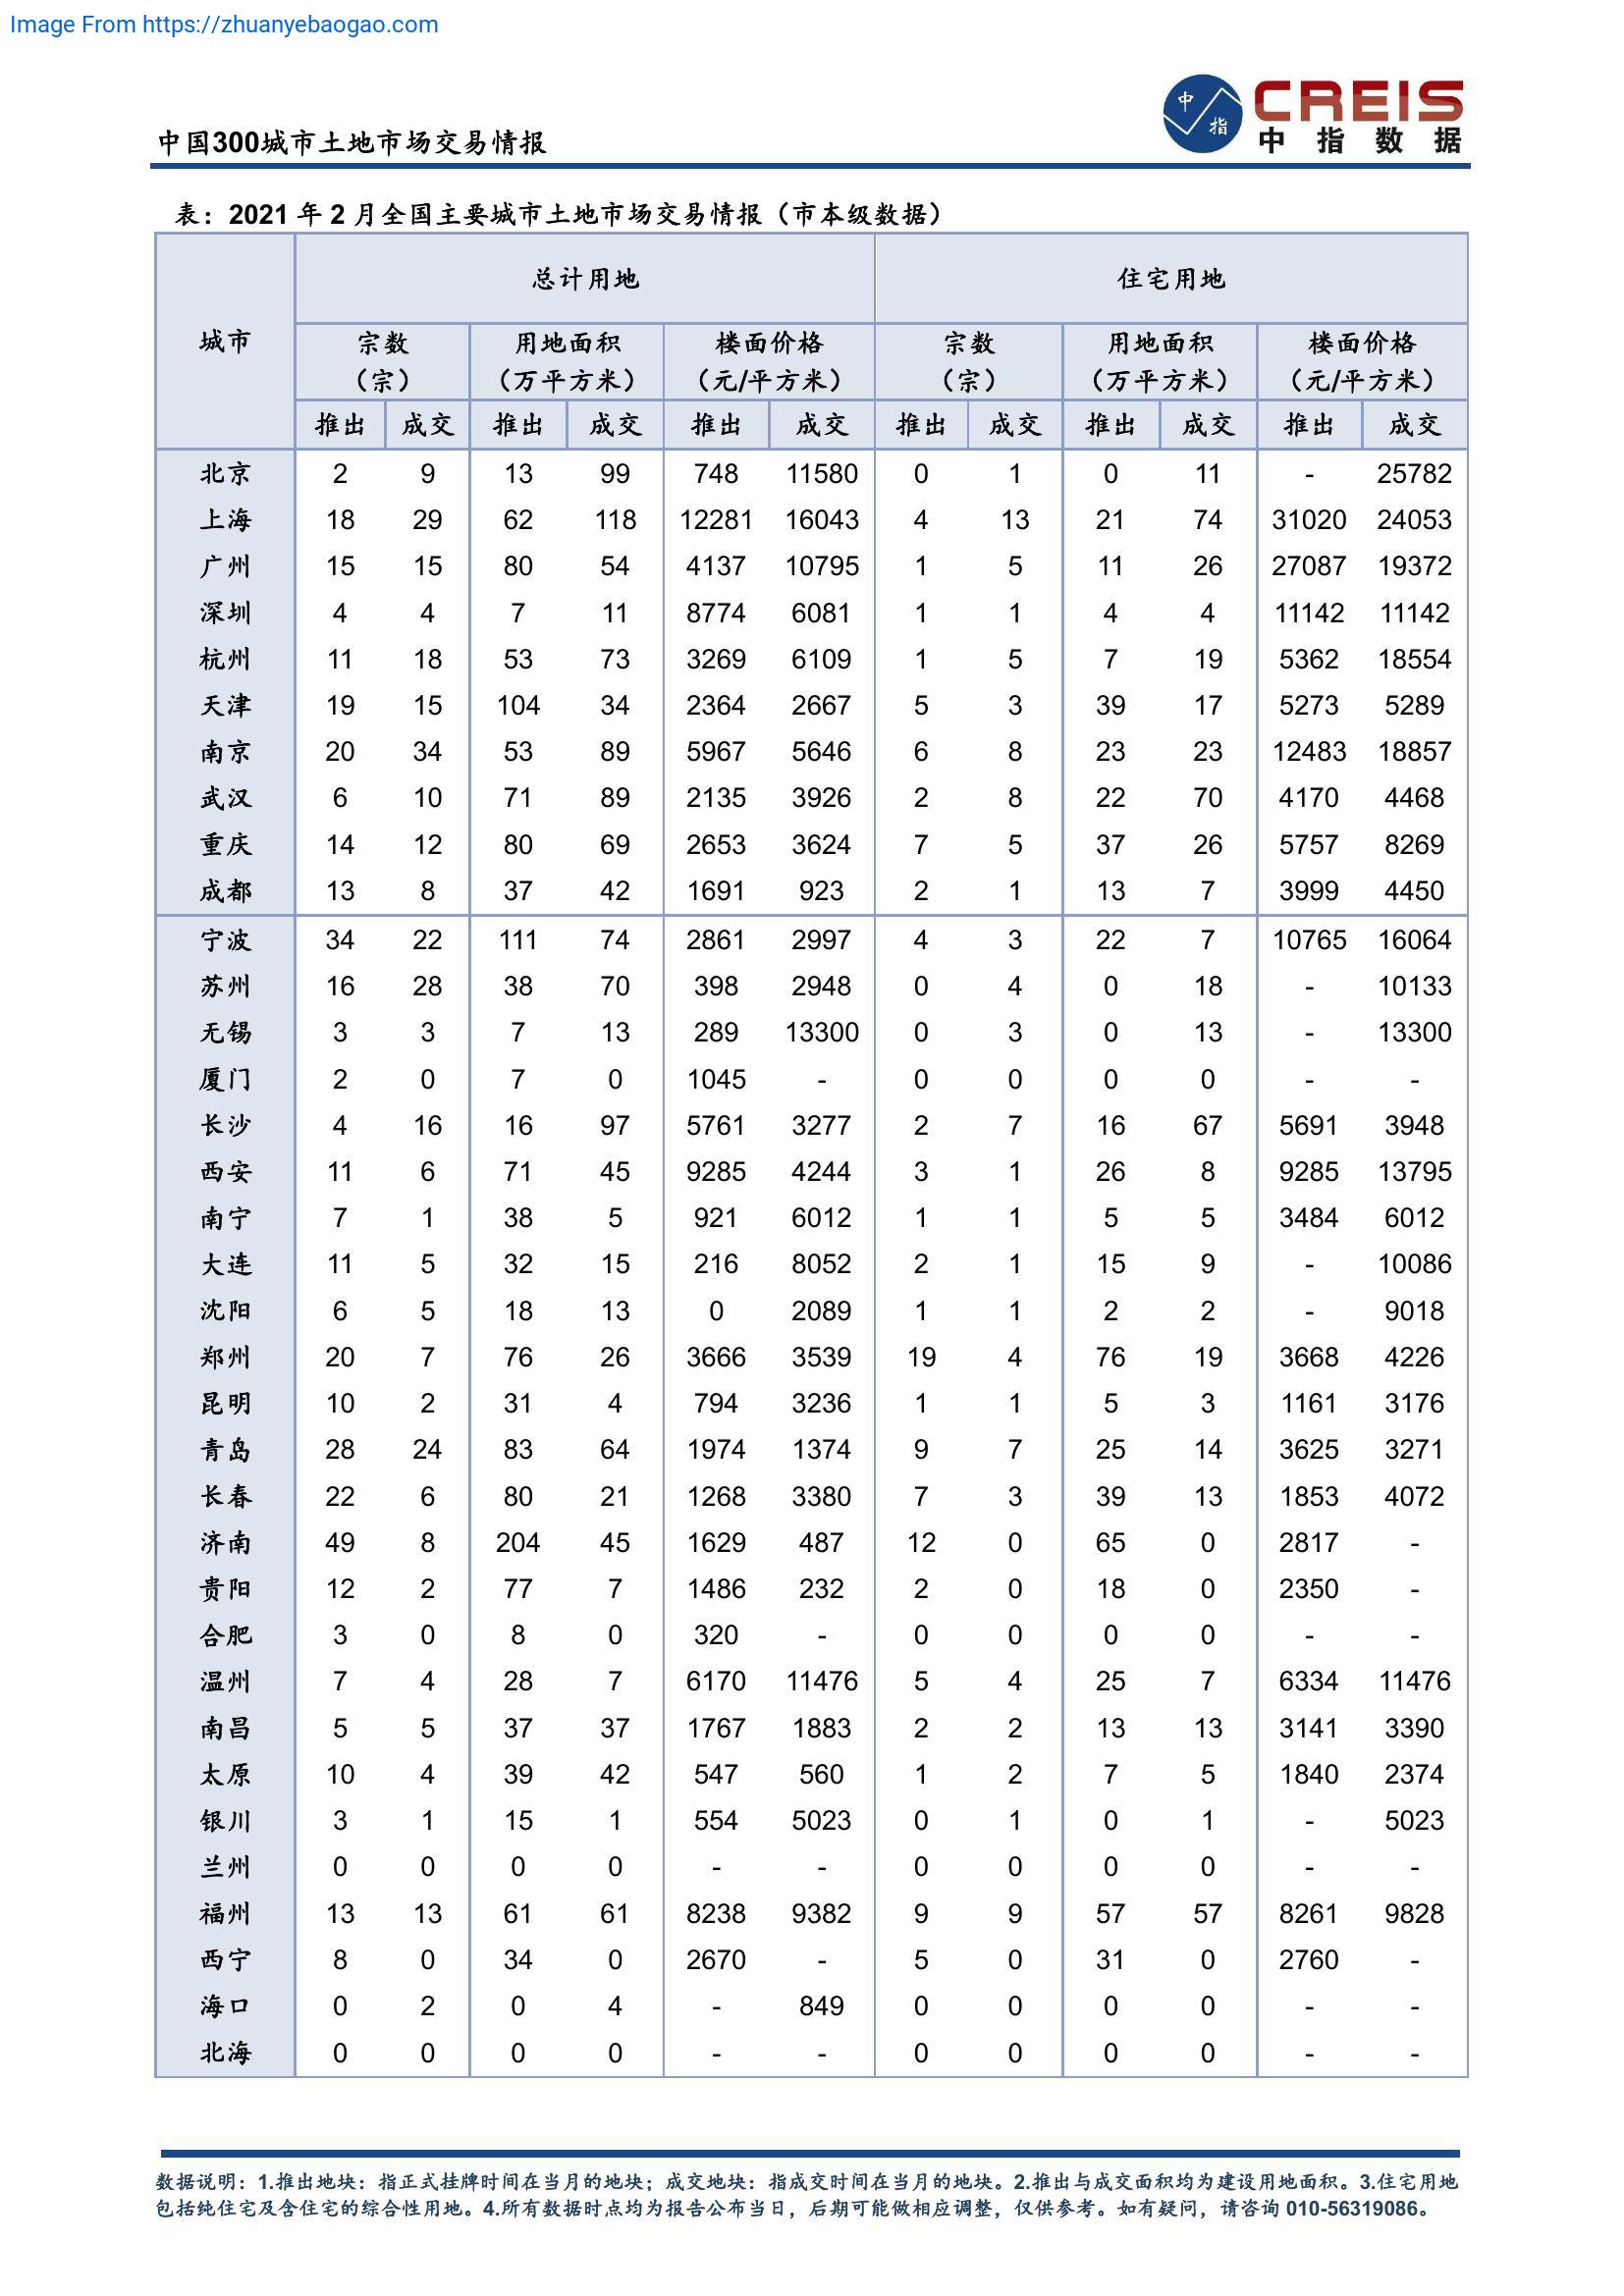 Image From https://zhuanyebaogao.com
中 指
CREIS
中国300城市土地市场交易情报
中指数据
表：2021 年 2 月全国主要城市土地市场交易情报（市本级数据）
城市 总计用地 住宅用地
宗数 用地面积 楼面价格 宗数 用地面积 楼面价格
（宗） （万平方米） （元/平方米） （宗） （万平方米） （元/平方米）
推出 成交 推出 成交 推出 成交 推出 成交 推出 成交 推出 成交
北京 2 9 13 99 748 11580 0 1 0 11 - 25782
上海 18 29 62 118 12281 16043 4 13 21 74 31020 24053
广州 15 15 80 54 4137 10795 1 5 11 26 27087 19372
深圳 4 4 7 11 8774 6081 1 1 4 4 11142 11142
杭州 11 18 53 73 3269 6109 1 5 7 19 5362 18554
天津 19 15 104 34 2364 2667 5 3 39 17 5273 5289
南京 20 34 53 89 5967 5646 6 8 23 23 12483 18857
武汉 6 10 71 89 2135 3926 2 8 22 70 4170 4468
重庆 14 12 80 69 2653 3624 7 5 37 26 5757 8269
成都 13 8 37 42 1691 923 2 1 13 7 3999 4450
宁波 34 22 111 74 2861 2997 4 3 22 7 10765 16064
苏州 16 28 38 70 398 2948 0 4 0 18 - 10133
无锡 3 3 7 13 289 13300 0 3 0 13 - 13300
厦门 2 0 7 0 1045 - 0 0 0 0 - -
长沙 4 16 16 97 5761 3277 2 7 16 67 5691 3948
西安 11 6 71 45 9285 4244 3 1 26 8 9285 13795
南宁 7 1 38 5 921 6012 1 1 5 5 3484 6012
大连 11 5 32 15 216 8052 2 1 15 9 - 10086
沈阳 6 5 18 13 0 2089 1 1 2 2 - 9018
郑州 20 7 76 26 3666 3539 19 4 76 19 3668 4226
昆明 10 2 31 4 794 3236 1 1 5 3 1161 3176
青岛 28 24 83 64 1974 1374 9 7 25 14 3625 3271
长春 22 6 80 21 1268 3380 7 3 39 13 1853 4072
济南 49 8 204 45 1629 487 12 0 65 0 2817 -
贵阳 12 2 77 7 1486 232 2 0 18 0 2350 -
合肥 3 0 8 0 320 - 0 0 0 0 - -
温州 7 4 28 7 6170 11476 5 4 25 7 6334 11476
南昌 5 5 37 37 1767 1883 2 2 13 13 3141 3390
太原 10 4 39 42 547 560 1 2 7 5 1840 2374
银川 3 1 15 1 554 5023 0 1 0 1 - 5023
兰州 0 0 0 0 - - 0 0 0 0 - -
福州 13 13 61 61 8238 9382 9 9 57 57 8261 9828
西宁 8 0 34 0 2670 - 5 0 31 0 2760 -
海口 0 2 0 4 - 849 0 0 0 0 - -
北海 0 0 0 0 - - 0 0 0 0 - -
数据说明：1.推出地块：指正式挂牌时间在当月的地块；成交地块：指成交时间在当月的地块。2.推出与成交面积均为建设用地面积。3.住宅用地
包括纯住宅及含住宅的综合性用地。4.所有数据时点均为报告公布当日，后期可能做相应调整，仅供参考。如有疑问，请咨询 010-56319086。